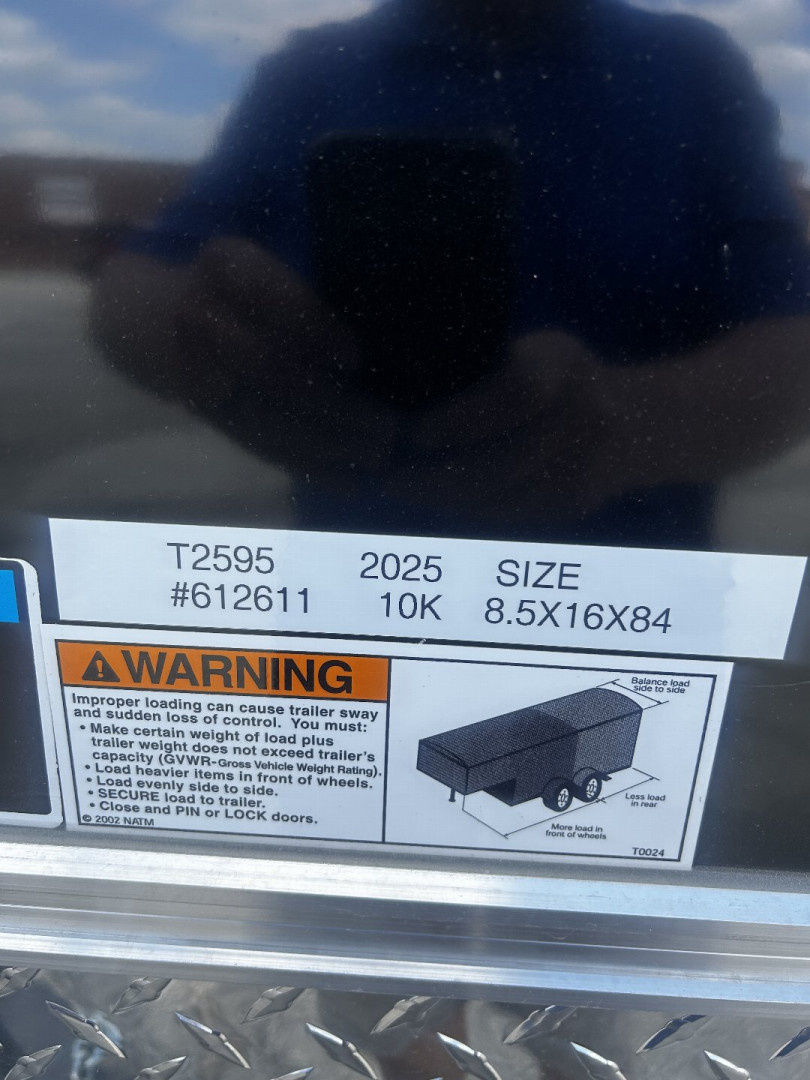 T2595 2025 SIZE
#612611 10K 8.5X16X84
WARNING
Improper loading can cause trailer sway
and sudden loss of control. You must:
• Make certain weight of load plus
trailer weight does not exceed trailer's
capacity (GVWR-Gross Vehicle Weight Rating).
• Load heavier items in front of wheels.
• Load evenly side to side.
• SECURE load to trailer.
• Close and PIN or LOCK doors.
© 2002 NATM
Balance load
side to side
Less load
in rear
More load in
front of wheels
T0024